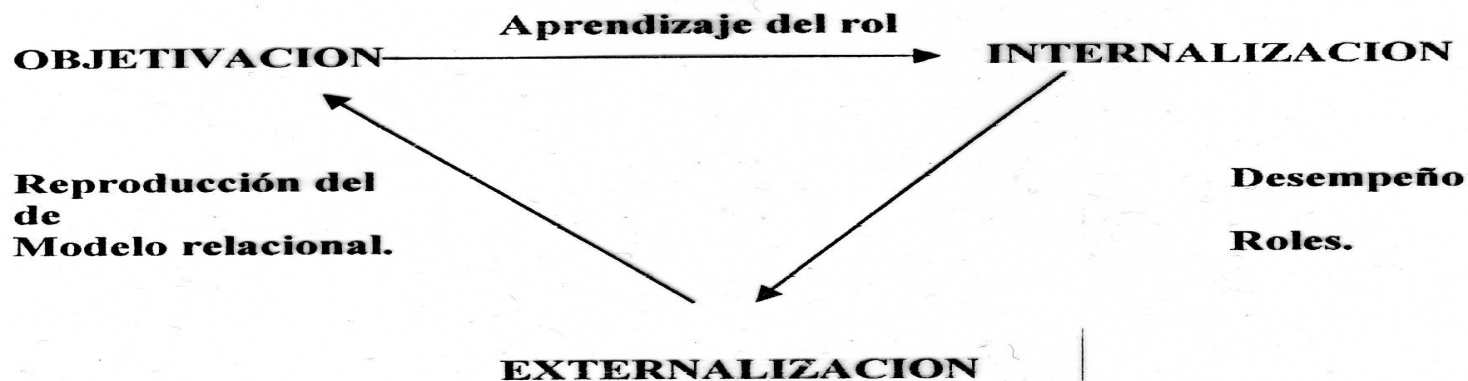 Aprendizaje del rol
OBJETIVACION
INTERNALIZACION
Reproducción del
de
Modelo relacional.
Desempeño
Roles.
EXTERNALIZACION